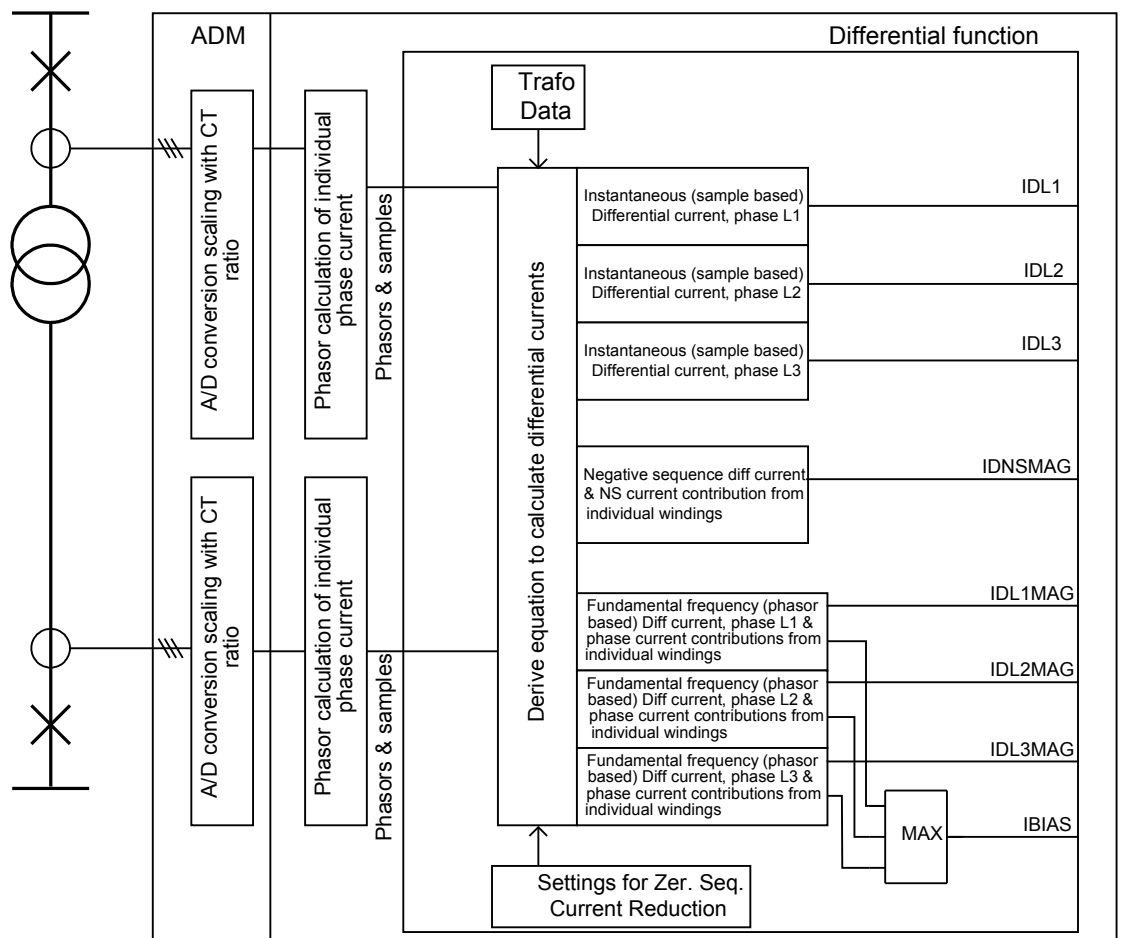 ADM
Differential function
Trafo
Data
A/D conversion scaling with CT
ratio
Phasor calculation of individual
phase current
Phasors & samples
Derive equation to calculate differential currents
Instantaneous (sample based)
Differential current, phase L1
IDL1
Instantaneous (sample based)
Differential current, phase L2
IDL2
Instantaneous (sample based)
Differential current, phase L3
IDL3
Negative sequence diff current
& NS current contribution from
individual windings
IDNSMAG
A/D conversion scaling with CT
ratio
Phasor calculation of individual
phase current
Phasors & samples
Fundamental frequency (phasor
based) Diff current, phase L1 &
phase current contributions from
individual windings
IDL1MAG
Fundamental frequency (phasor
based) Diff current, phase L2 &
phase current contributions from
individual windings
IDL2MAG
Fundamental frequency (phasor
based) Diff current, phase L3 &
phase current contributions from
individual windings
IDL3MAG
MAX
IBIAS
Settings for Zer. Seq.
Current Reduction